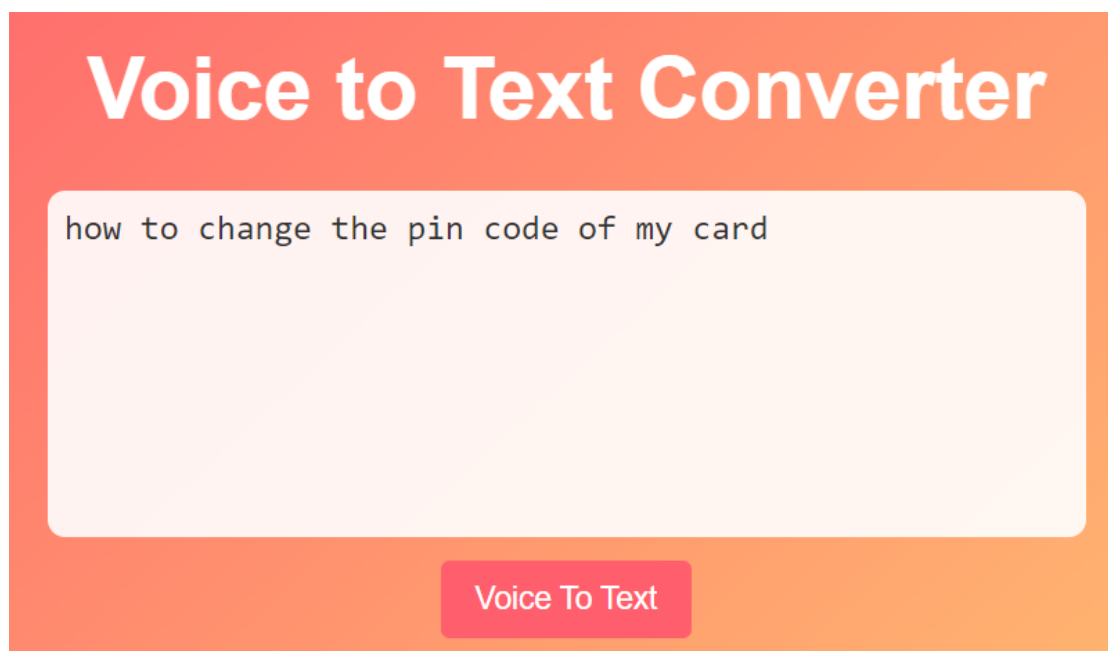 Voice to Text Converter
how to change the pin code of my card
Voice To Text